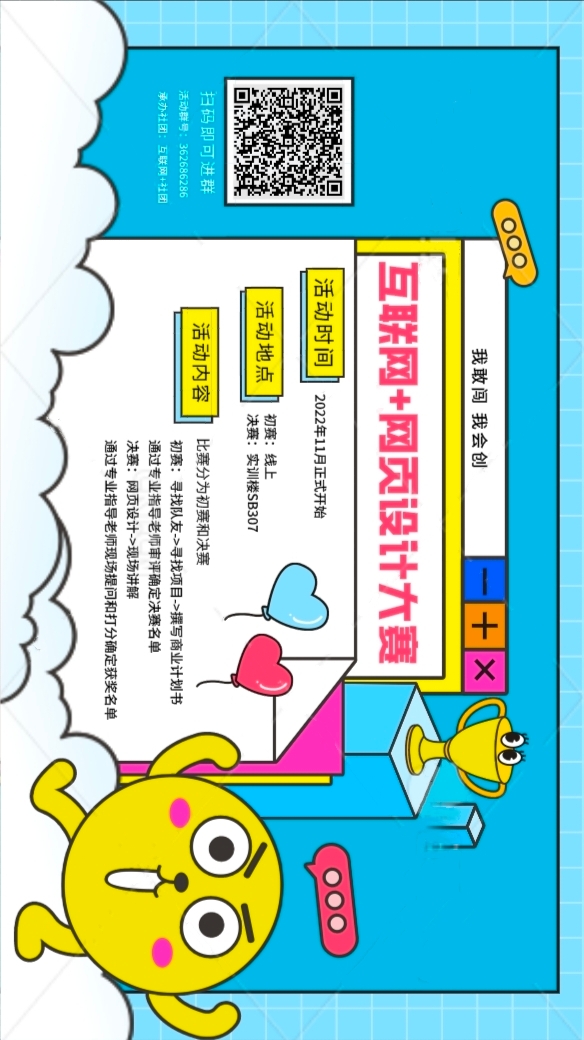 我敢闯 我会创
互联网+网页设计大赛
活动时间
2022年11月正式开始
活动地点
初赛：线上
决赛：实训楼SB307
活动内容
比赛分为初赛和决赛
初赛：寻找队友->寻找项目->撰写商业计划书
通过专业指导老师审评确定决赛名单
决赛：网页设计->现场讲解
通过专业指导老师现场提问和打分确定获奖名单
扫码即可进群
活动群号：362686286
承办社团：互联网+社团